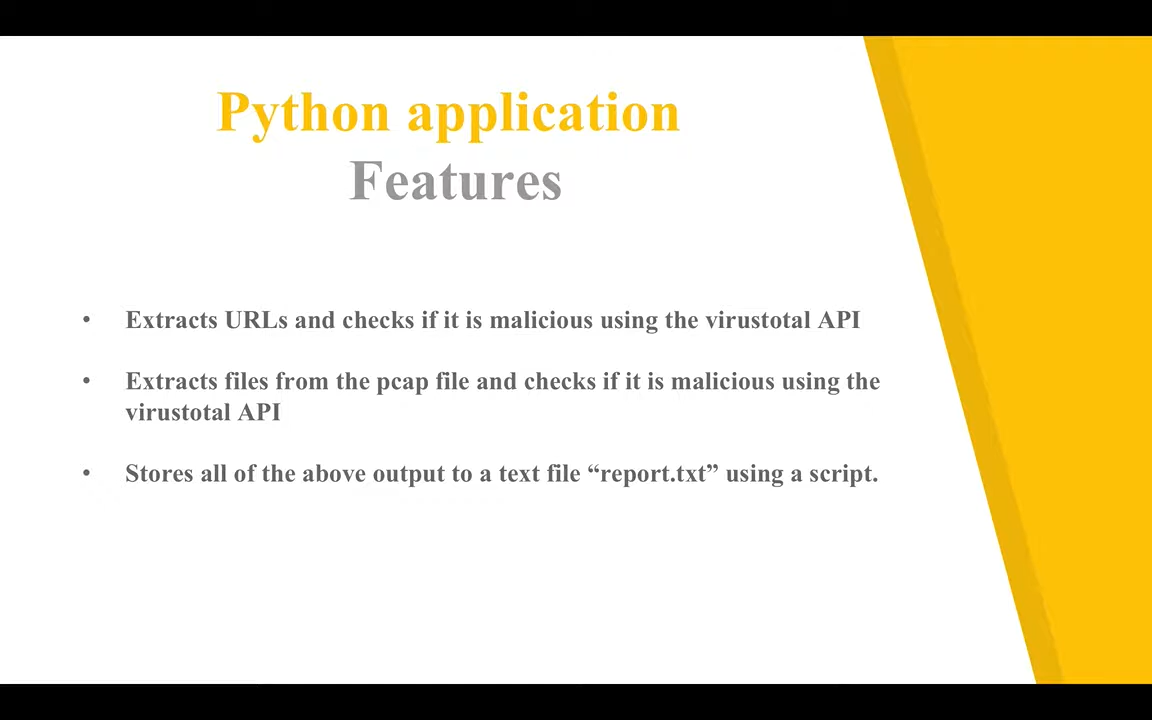 Python application
Features
• Extracts URLs and checks if it is malicious using the virustotal API
• Extracts files from the pcap file and checks if it is malicious using the
virustotal API
• Stores all of the above output to a text file “report.txt” using a script.